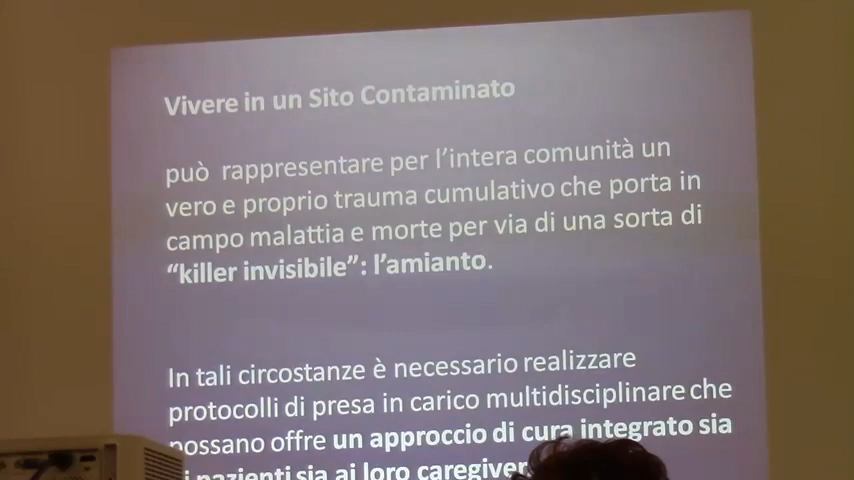 Vivere in un Sito Contaminato
può rappresentare per l'intera comunità un
vero e proprio trauma cumulativo che porta in
campo malattia e morte per via di una sorta di
“killer invisibile”: l'amianto.
In tali circostanze è necessario realizzare
protocolli di presa in carico multidisciplinare che
possano offre un approccio di cura integrato sia
pazienti sia ai loro caregiver